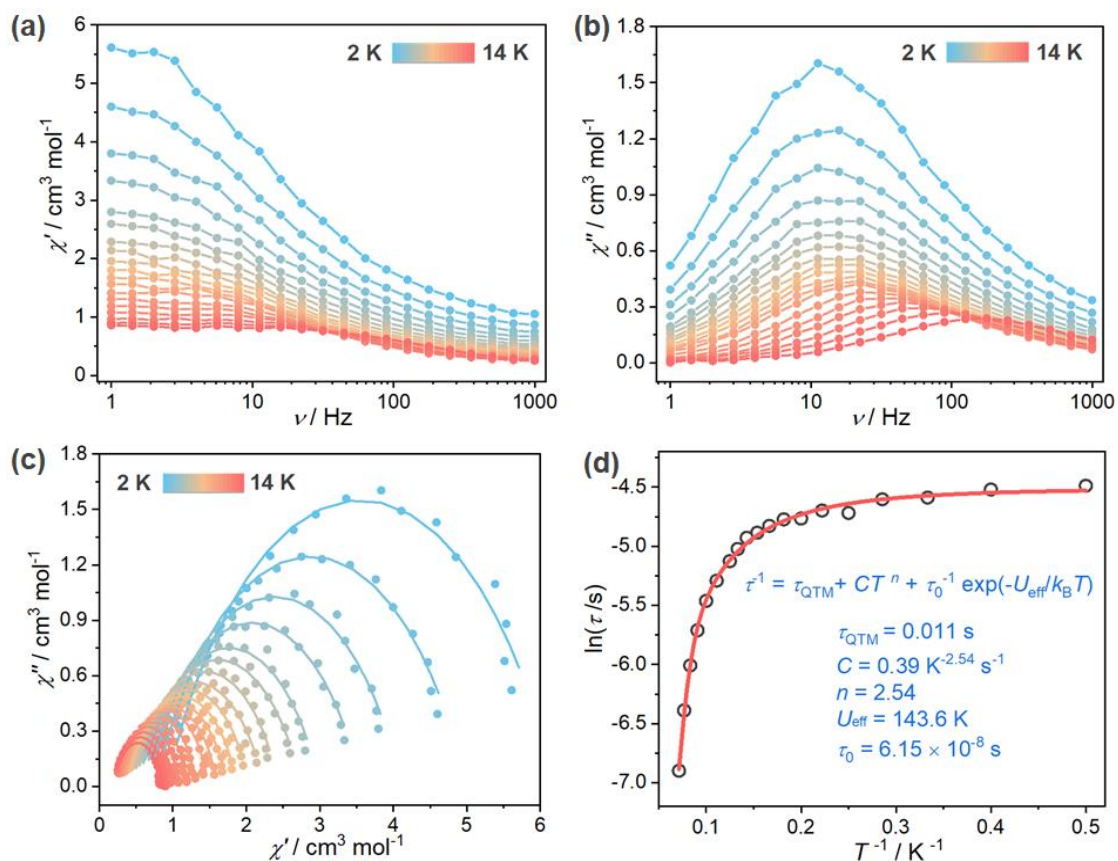 (a)
6
5
4
3
2
1
0
χ′ / cm³ mol⁻¹
2 K 14 K
1 10 100 1000
ν / Hz
(b)
1.8
1.5
1.2
0.9
0.6
0.3
0.0
χ″ / cm³ mol⁻¹
2 K 14 K
1 10 100 1000
ν / Hz
(c)
1.8
1.5
1.2
0.9
0.6
0.3
0.0
χ″ / cm³ mol⁻¹
2 K 14 K
0 1 2 3 4 5 6
χ′ / cm³ mol⁻¹
(d)
-4.5
-5.0
-5.5
-6.0
-6.5
-7.0
ln(τ /s)
τ⁻¹ = τ_QTM + CT ⁿ + τ₀⁻¹ exp(-U_eff/k_BT)
τ_QTM = 0.011 s
C = 0.39 K⁻²·⁵⁴ s⁻¹
n = 2.54
U_eff = 143.6 K
τ₀ = 6.15 × 10⁻⁸ s
0.1 0.2 0.3 0.4 0.5
T⁻¹ / K⁻¹